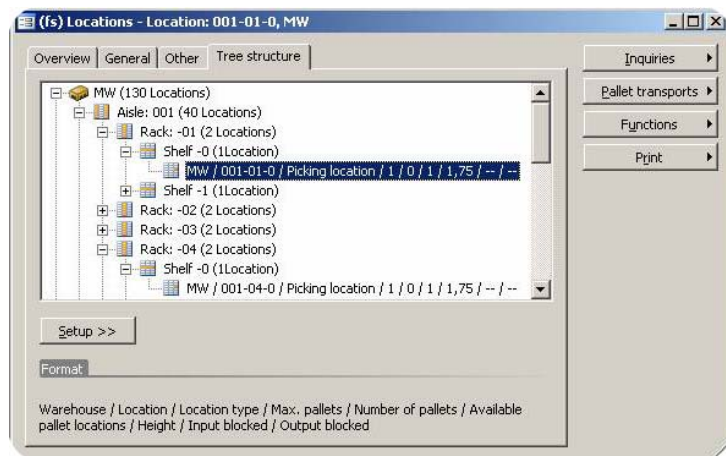 (fs) Locations - Location: 001-01-0, MW
Overview General Other Tree structure
MW (130 Locations)
Aisle: 001 (40 Locations)
Rack: -01 (2 Locations)
Shelf -0 (1Location)
MW / 001-01-0 / Picking location / 1 / 0 / 1 / 1,75 / -- / --
Shelf -1 (1Location)
Rack: -02 (2 Locations)
Rack: -03 (2 Locations)
Rack: -04 (2 Locations)
Shelf -0 (1Location)
MW / 001-04-0 / Picking location / 1 / 0 / 1 / 1,75 / -- / --
Setup >>
Format
Warehouse / Location / Location type / Max. pallets / Number of pallets / Available
pallet locations / Height / Input blocked / Output blocked
Inquiries
Pallet transports
Functions
Print